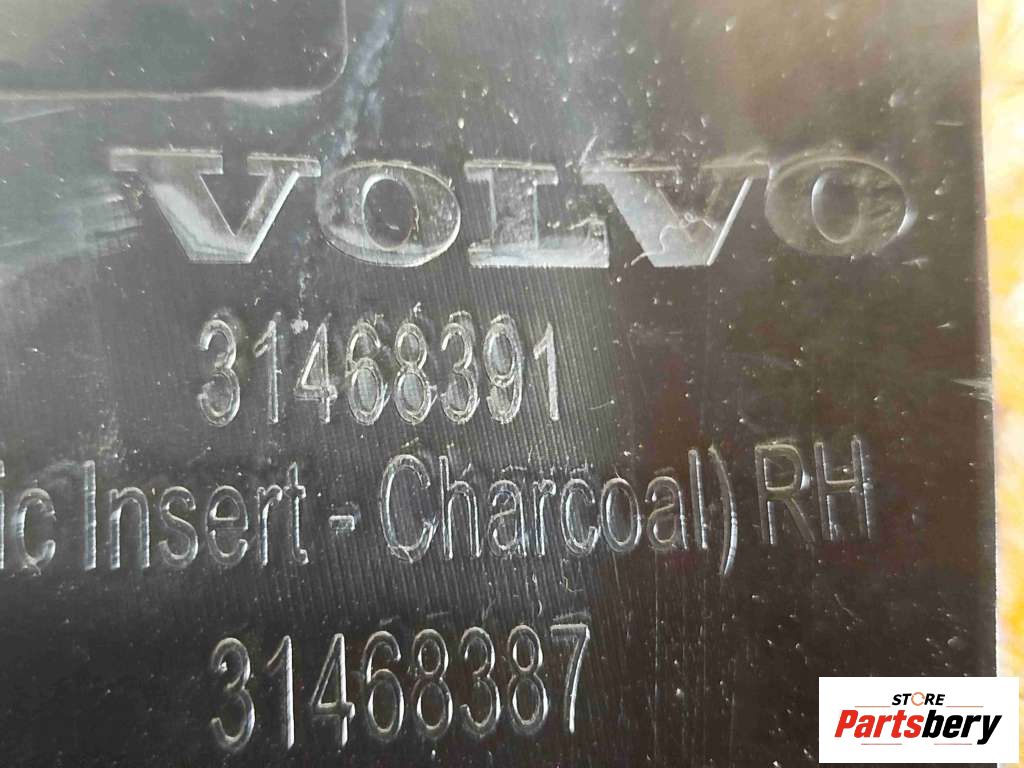 VOLVO
31468391
ic Insert - Charcoal) RH
31468387
STORE
Partsbery